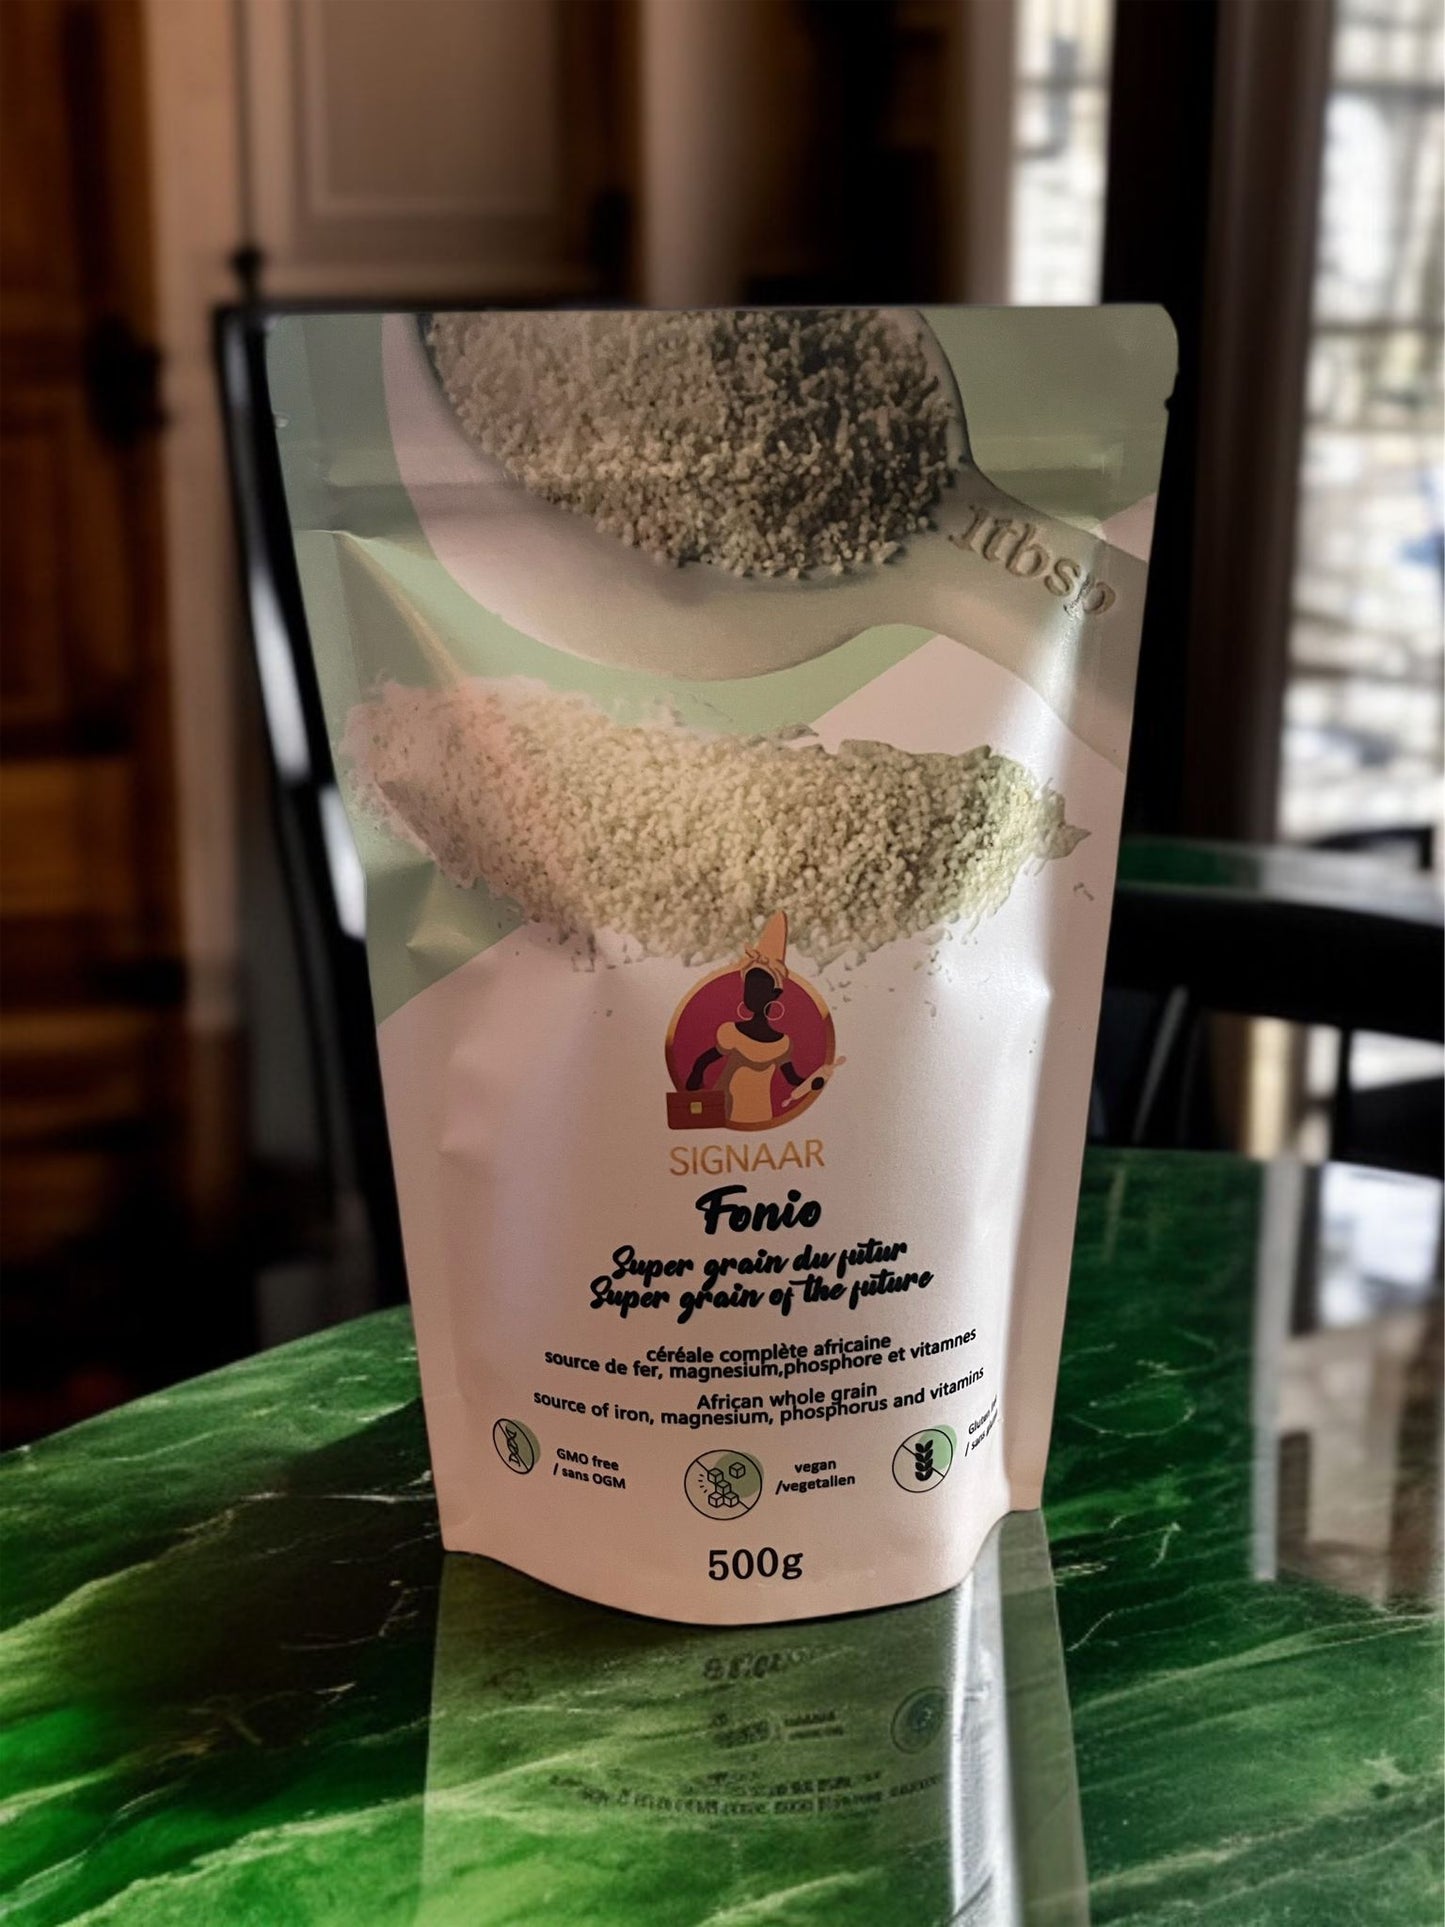 1tbsp
SIGNAAR
Fonio
Super grain du futur
Super grain of the future
céréale complète africaine
source de fer, magnesium,phosphore et vitamnes
African whole grain
source of iron, magnesium, phosphorus and vitamins
GMO free
/ sans OGM
vegan
/vegetalien
Gluten
/ sans
500g